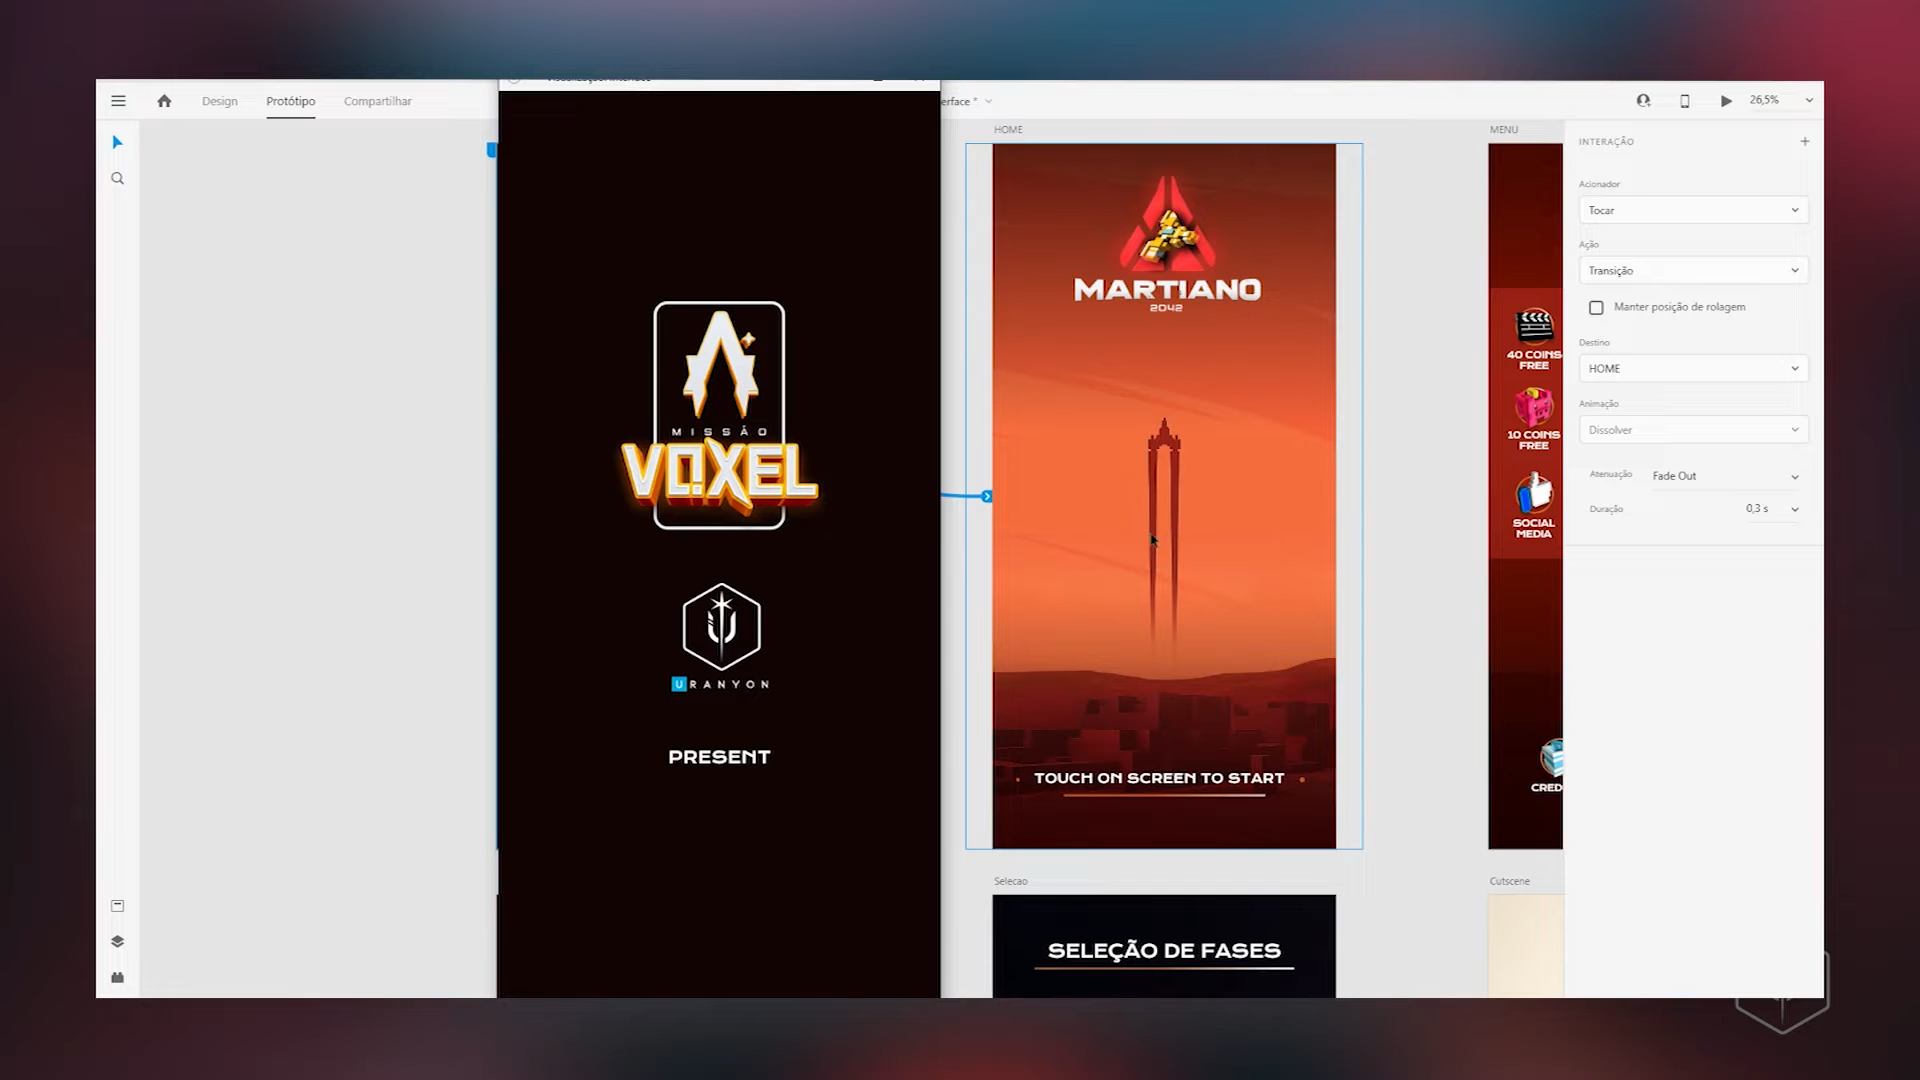 Design
Protótipo
Compartilhar
erface *
26,5%
HOME
MENU
MARTIANO
2042
MISSÃO
VOXEL
URANYON
PRESENT
TOUCH ON SCREEN TO START
40 COINS
FREE
10 COINS
FREE
SOCIAL
MEDIA
CRED
Selecao
Cutscene
SELEÇÃO DE FASES
INTERAÇÃO
Acionador
Tocar
Ação
Transição
Manter posição de rolagem
Destino
HOME
Animação
Dissolver
Atenuação
Fade Out
Duração
0,3 s